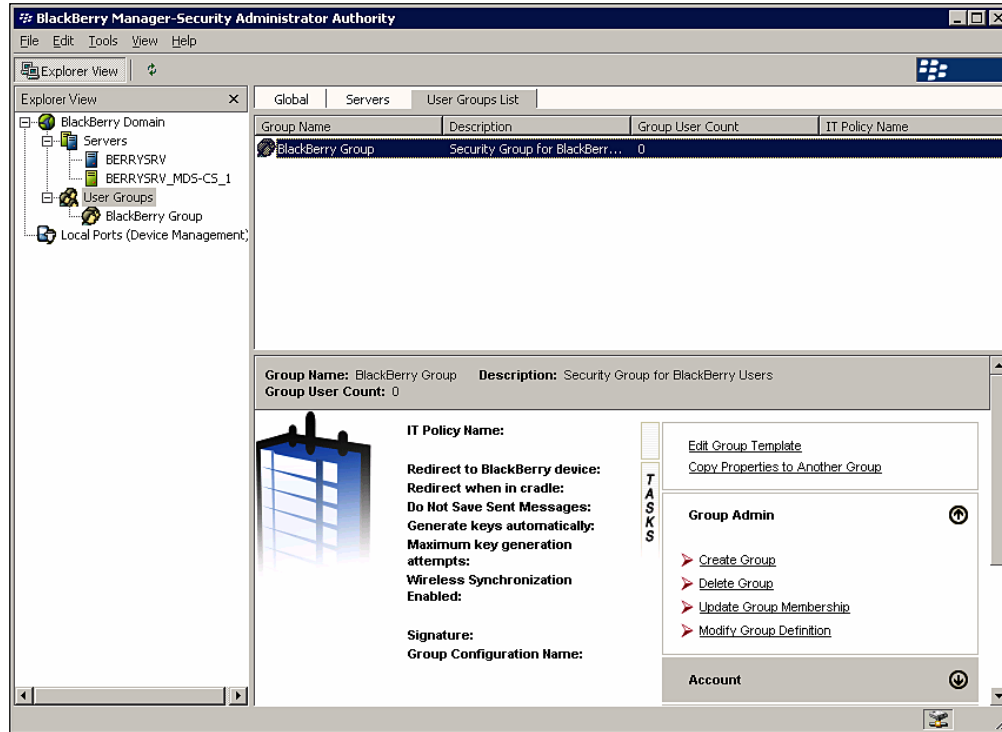 BlackBerry Manager-Security Administrator Authority
File Edit Tools View Help
Explorer View
Explorer View
BlackBerry Domain
Servers
BERRYSRV
BERRYSRV_MDS-CS_1
User Groups
BlackBerry Group
Local Ports (Device Management)
Global Servers User Groups List
Group Name Description Group User Count IT Policy Name
BlackBerry Group Security Group for BlackBerr... 0
Group Name: BlackBerry Group Description: Security Group for BlackBerry Users
Group User Count: 0
IT Policy Name:
Redirect to BlackBerry device:
Redirect when in cradle:
Do Not Save Sent Messages:
Generate keys automatically:
Maximum key generation
attempts:
Wireless Synchronization
Enabled:
Signature:
Group Configuration Name:
TASKS
Edit Group Template
Copy Properties to Another Group
Group Admin
Create Group
Delete Group
Update Group Membership
Modify Group Definition
Account